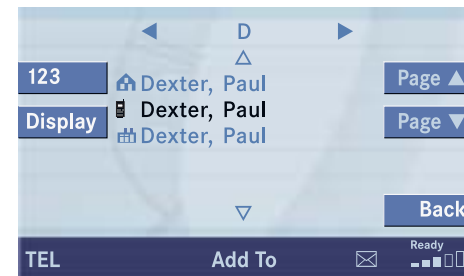 D
123
Dexter, Paul
Page
Display
Dexter, Paul
Page
Dexter, Paul
Back
TEL
Add To
Ready